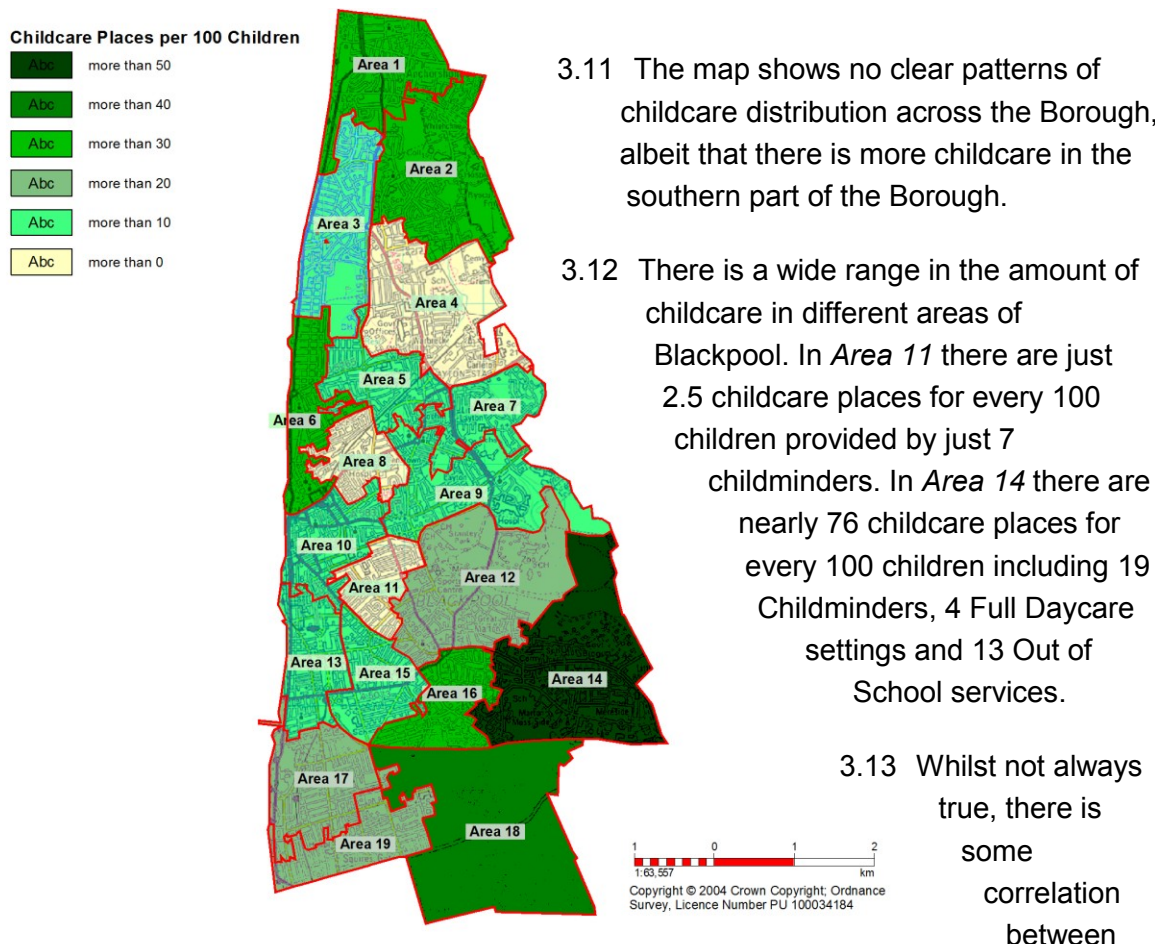 Childcare Places per 100 Children
Abc more than 50
Abc more than 40
Abc more than 30
Abc more than 20
Abc more than 10
Abc more than 0
Area 1
Area 2
Area 3
Area 4
Area 5
Area 6
Area 7
Area 8
Area 9
Area 10
Area 11
Area 12
Area 13
Area 14
Area 15
Area 16
Area 17
Area 18
Area 19
1 0 1 2
1:63,557 km
Copyright © 2004 Crown Copyright; Ordnance
Survey, Licence Number PU 100034184
3.11 The map shows no clear patterns of
childcare distribution across the Borough,
albeit that there is more childcare in the
southern part of the Borough.
3.12 There is a wide range in the amount of
childcare in different areas of
Blackpool. In Area 11 there are just
2.5 childcare places for every 100
children provided by just 7
childminders. In Area 14 there are
nearly 76 childcare places for
every 100 children including 19
Childminders, 4 Full Daycare
settings and 13 Out of
School services.
3.13 Whilst not always
true, there is
some
correlation
between